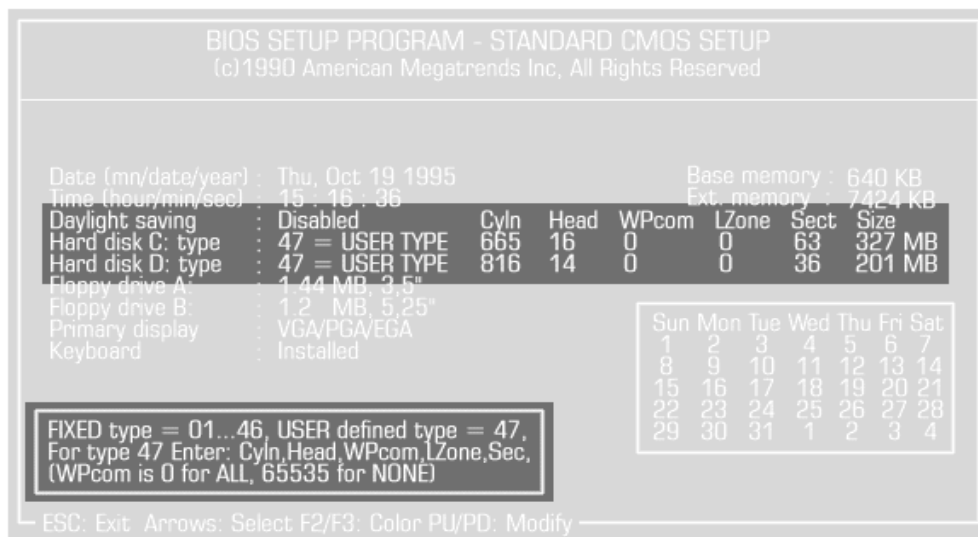 BIOS SETUP PROGRAM - STANDARD CMOS SETUP
(c)1990 American Megatrends Inc, All Rights Reserved
Date (mn/date/year) : Thu, Oct 19 1995 Base memory : 640 KB
Time (hour/min/sec) : 15 : 16 : 36 Ext. memory : 7424 KB
Daylight saving : Disabled Cyln Head WPcom LZone Sect Size
Hard disk C: type : 47 = USER TYPE 665 16 0 0 63 327 MB
Hard disk D: type : 47 = USER TYPE 816 14 0 0 36 201 MB
Floppy drive A: : 1.44 MB, 3,5"
Floppy drive B: : 1.2 MB, 5,25"
Primary display : VGA/PGA/EGA
Keyboard : Installed
Sun Mon Tue Wed Thu Fri Sat
1 2 3 4 5 6 7
8 9 10 11 12 13 14
15 16 17 18 19 20 21
22 23 24 25 26 27 28
29 30 31 1 2 3 4
FIXED type = 01...46, USER defined type = 47,
For type 47 Enter: Cyln,Head,WPcom,LZone,Sec,
(WPcom is 0 for ALL, 65535 for NONE)
ESC: Exit Arrows: Select F2/F3: Color PU/PD: Modify